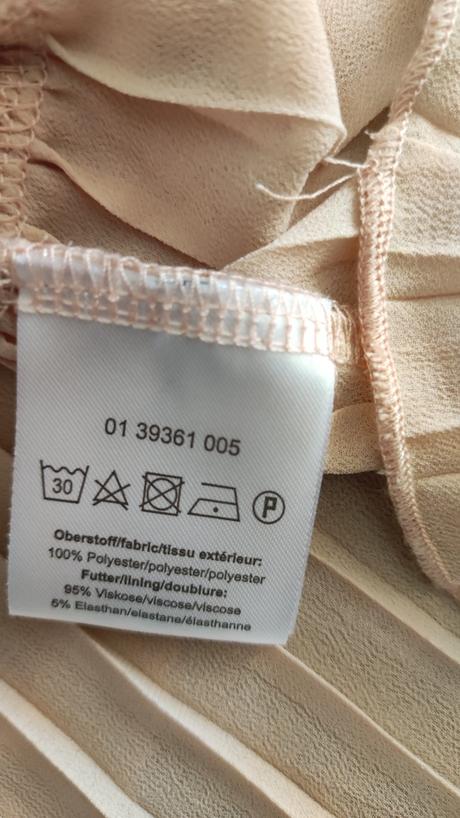 01 39361 005
30 P
Oberstoff/fabric/tissu extérieur:
100% Polyester/polyester/polyester
Futter/lining/doublure:
95% Viskose/viscose/viscose
5% Elasthan/elastane/élasthanne